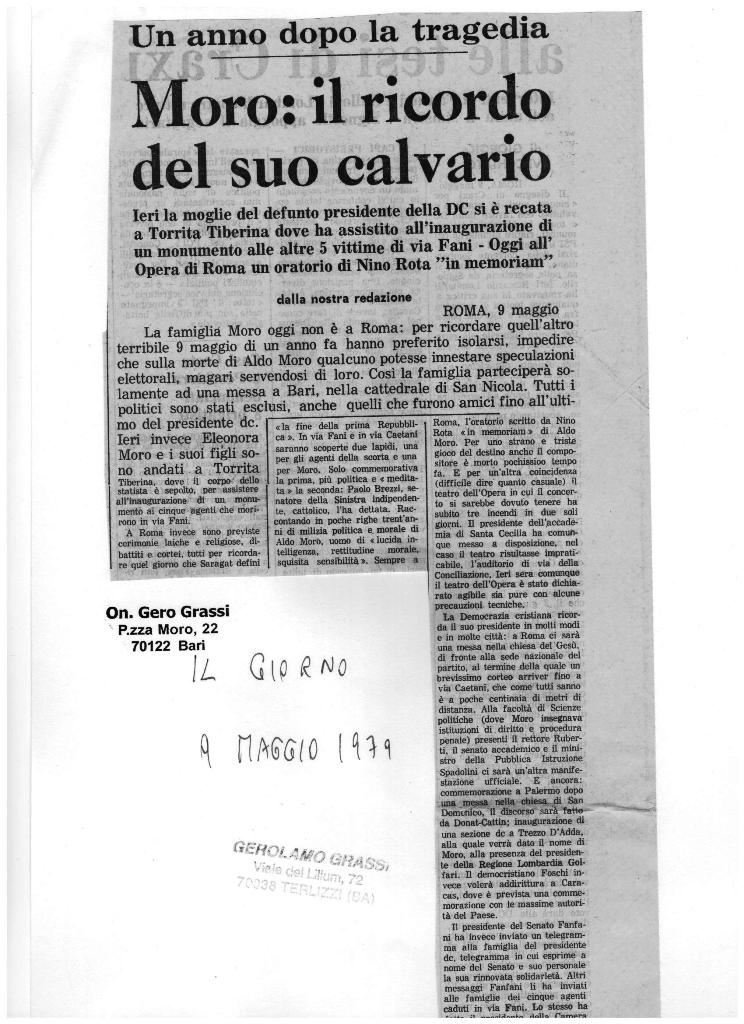 Un anno dopo la tragedia
Moro: il ricordo
del suo calvario
Ieri la moglie del defunto presidente della DC si è recata
a Torrita Tiberina dove ha assistito all'inaugurazione di
un monumento alle altre 5 vittime di via Fani - Oggi all'
Opera di Roma un oratorio di Nino Rota "in memoriam"
dalla nostra redazione
ROMA, 9 maggio
La famiglia Moro oggi non è a Roma: per ricordare quell'altro
terribile 9 maggio di un anno fa hanno preferito isolarsi, impedire
che sulla morte di Aldo Moro qualcuno potesse innestare speculazioni
elettorali, magari servendosi di loro. Così la famiglia parteciperà so-
lamente ad una messa a Bari, nella cattedrale di San Nicola. Tutti i
politici sono stati esclusi, anche quelli che furono amici fino all'ulti-
mo del presidente dc.
Ieri invece Eleonora
Moro e i suoi figli so-
no andati a Torrita
Tiberina, dove il corpo dello
statista è sepolto, per assistere
all'inaugurazione di un monu-
mento ai cinque agenti che mori-
rono in via Fani.
A Roma invece sono previste
cerimonie laiche e religiose, di-
battiti e cortei, tutti per ricorda-
re quel giorno che Saragat definì
«la fine della prima Repubbli-
ca». In via Fani e in via Caetani
saranno scoperte due lapidi, una
per gli agenti della scorta e una
per Moro. Solo commemorativa
la prima, più politica e «medita-
ta» la seconda: Paolo Brezzi, se-
natore della Sinistra indipenden-
te, cattolico, l'ha dettata. Rac-
contando in poche righe trent'an-
ni di milizia politica e morale di
Aldo Moro, uomo di «lucida in-
telligenza, rettitudine morale,
squisita sensibilità». Sempre a
Roma, l'oratorio scritto da Nino
Rota «in memoriam» di Aldo
Moro. Per uno strano e triste
gioco del destino anche il compo-
sitore è morto pochissimo tempo
fa. E per un'altra coincidenza
(difficile dire quanto casuale) il
teatro dell'Opera in cui il concer-
to si sarebbe dovuto tenere ha
subito tre incendi in due soli
giorni. Il presidente dell'accade-
mia di Santa Cecilia ha comun-
que messo a disposizione, nel
caso il teatro risultasse imprati-
cabile, l'auditorio di via della
Conciliazione. Ieri sera comunque
il teatro dell'Opera è stato dichia-
rato agibile sia pure con alcune
precauzioni tecniche.
La Democrazia cristiana ricor-
da il suo presidente in molti modi
e in molte città: a Roma ci sarà
una messa nella chiesa del Gesù,
di fronte alla sede nazionale del
partito, al termine della quale un
brevissimo corteo arriver fino a
via Caetani, che come tutti sanno
è a poche centinaia di metri di
distanza. Alla facoltà di Scienze
politiche (dove Moro insegnava
istituzioni di diritto e procedura
penale) presenti il rettore Ruber-
ti, il senato accademico e il mini-
stro della Pubblica Istruzione
Spadolini ci sarà un'altra manife-
stazione ufficiale. E ancora:
commemorazione a Palermo dopo
una messa nella chiesa di San
Domenico, il discorso sarà fatto
da Donat-Cattin; inaugurazione di
una sezione dc a Trezzo D'Adda,
alla quale verrà dato il nome di
Moro, alla presenza del presiden-
te della Regione Lombardia Gol-
fari. Il democristiano Foschi in-
vece volerà addirittura a Cara-
cas, dove è prevista una comme-
morazione con le massime autori-
tà del Paese.
Il presidente del Senato Fanfa-
ni ha invece inviato un telegram-
ma alla famiglia del presidente
dc, telegramma in cui esprime a
nome del Senato e suo personale
la sua rinnovata solidarietà. Altri
messaggi Fanfani li ha inviati
alle famiglie dei cinque agenti
caduti in via Fani. Lo stesso ha
fatto il presidente della Camera
On. Gero Grassi
P.zza Moro, 22
70122 Bari
IL GIORNO
9 MAGGIO 1979
GEROLAMO GRASSI
Viale dei Lilium, 72
70038 TERLIZZI (BA)